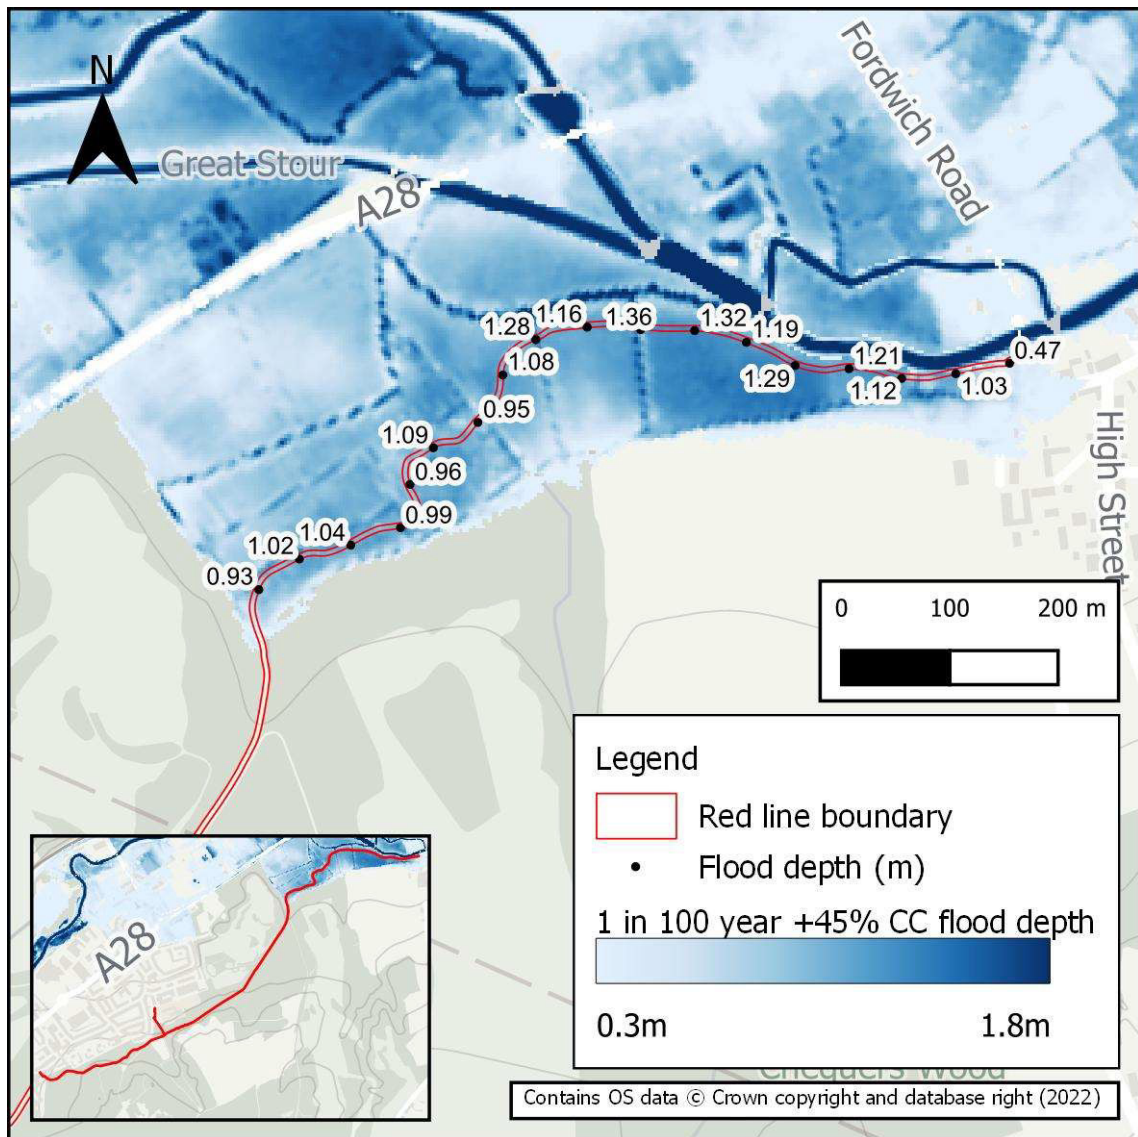 N
Great Stour
A28
Fordwich Road
1.16
1.36
1.32
1.28
1.19
1.08
1.21
0.47
1.29
1.12
1.03
0.95
1.09
0.96
0.99
1.04
1.02
0.93
High Street
0 100 200 m
Legend
Red line boundary
Flood depth (m)
1 in 100 year +45% CC flood depth
0.3m 1.8m
A28
Chequers Wood
Contains OS data © Crown copyright and database right (2022)